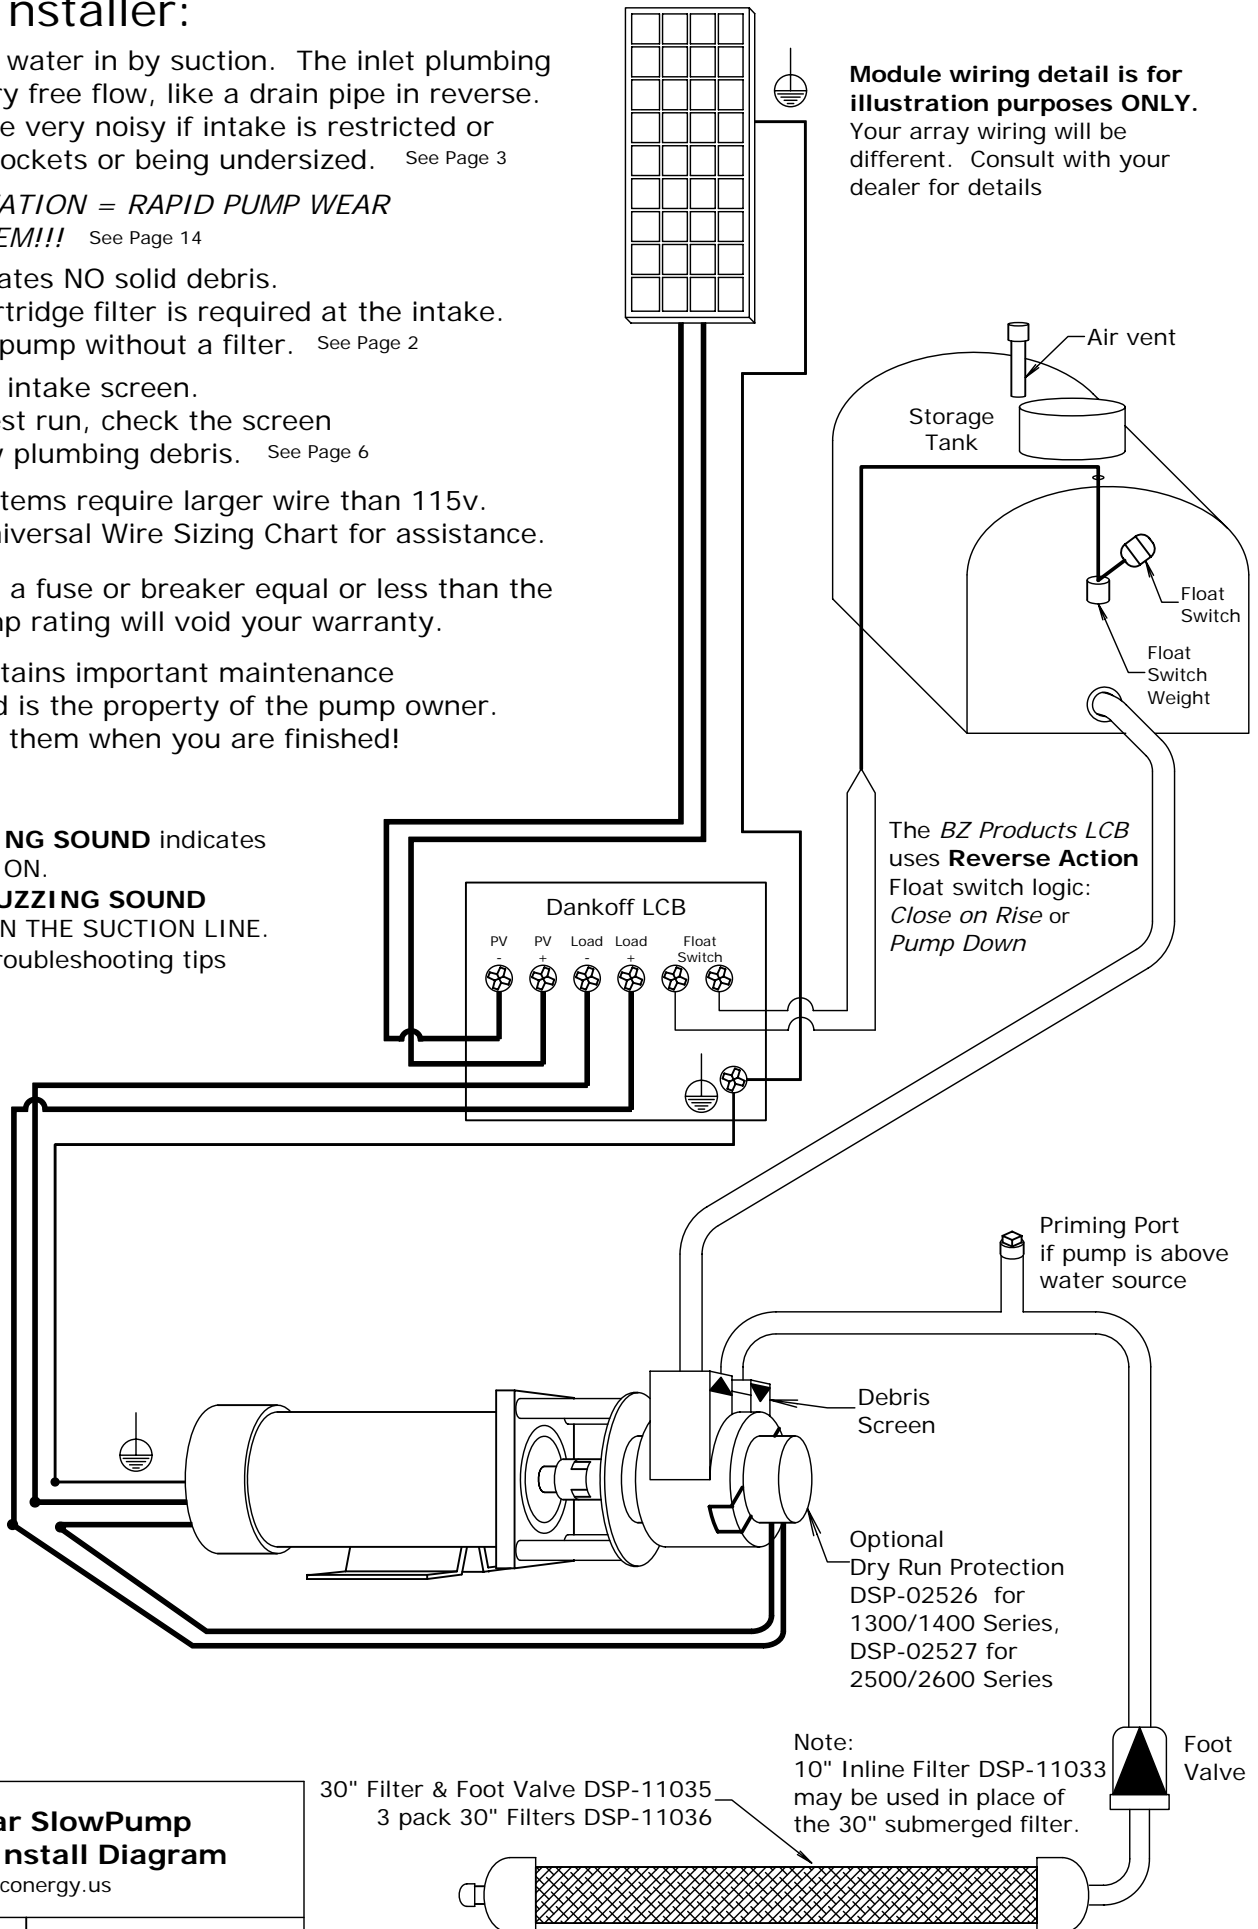 nstaller:
water in by suction. The inlet plumbing
ry free flow, like a drain pipe in reverse.
e very noisy if intake is restricted or
ockets or being undersized. See Page 3
ATION = RAPID PUMP WEAR
EM!!! See Page 14
ates NO solid debris.
rtridge filter is required at the intake.
pump without a filter. See Page 2
intake screen.
est run, check the screen
plumbing debris. See Page 6
tems require larger wire than 115v.
niversal Wire Sizing Chart for assistance.
a fuse or breaker equal or less than the
mp rating will void your warranty.
tains important maintenance
d is the property of the pump owner.
them when you are finished!
NG SOUND indicates
ON.
UZZING SOUND
N THE SUCTION LINE.
roubleshooting tips
Module wiring detail is for
illustration purposes ONLY.
Your array wiring will be
different. Consult with your
dealer for details
Air vent
Storage
Tank
Float
Switch
Float
Switch
Weight
The BZ Products LCB
uses Reverse Action
Float switch logic:
Close on Rise or
Pump Down
Dankoff LCB
PV PV Load Load Float
- + - + Switch
Priming Port
if pump is above
water source
Debris
Screen
Optional
Dry Run Protection
DSP-02526 for
1300/1400 Series,
DSP-02527 for
2500/2600 Series
Note:
10" Inline Filter DSP-11033
may be used in place of
the 30" submerged filter.
Foot
Valve
30" Filter & Foot Valve DSP-11035
3 pack 30" Filters DSP-11036
ar SlowPump
nstall Diagram
conergy.us